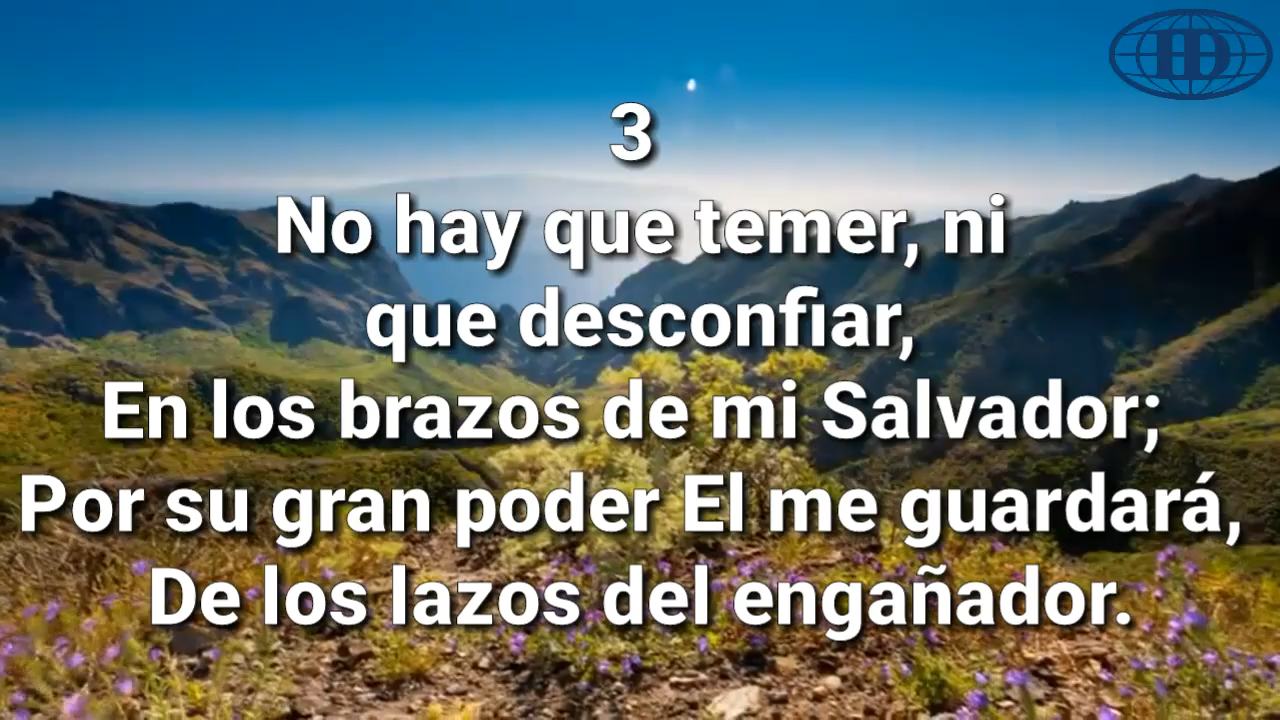 ID
3
No hay que temer, ni
que desconfiar,
En los brazos de mi Salvador;
Por su gran poder El me guardará,
De los lazos del engañador.